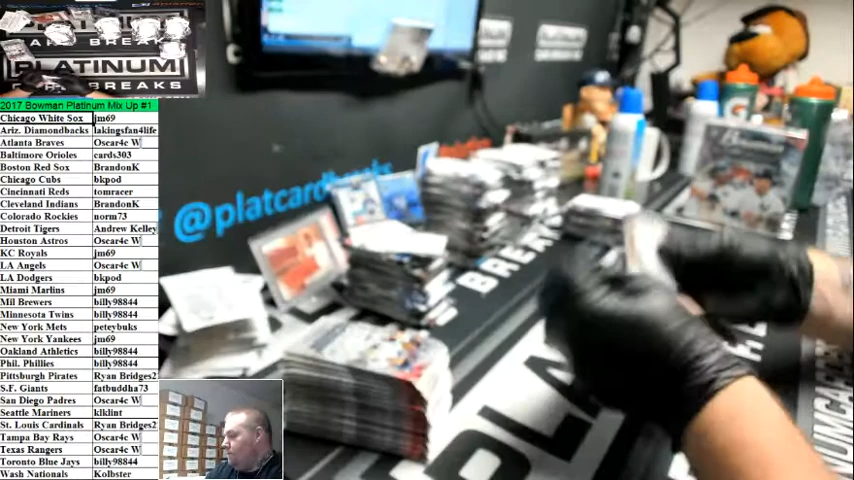 PLATINUM
BREAKS
2017 Bowman Platinum Mix Up #1
Chicago White Sox jm69
Ariz. Diamondbacks lakingsfan4life
Atlanta Braves Oscar4c W
Baltimore Orioles cards303
Boston Red Sox BrandonK
Chicago Cubs bkpod
Cincinnati Reds tomracer
Cleveland Indians BrandonK
Colorado Rockies norm73
Detroit Tigers Andrew Kelley
Houston Astros Oscar4c W
KC Royals jm69
LA Angels Oscar4c W
LA Dodgers bkpod
Miami Marlins jm69
Mil Brewers billy98844
Minnesota Twins billy98844
New York Mets peteybuks
New York Yankees jm69
Oakland Athletics billy98844
Phil. Phillies billy98844
Pittsburgh Pirates Ryan Bridges2
S.F. Giants fatbuddha73
San Diego Padres Oscar4c W
Seattle Mariners klklint
St. Louis Cardinals Ryan Bridges2
Tampa Bay Rays Oscar4c W
Texas Rangers Oscar4c W
Toronto Blue Jays billy98844
Wash Nationals Kolbster
@platcardbreaks
BREAK
PLATIN